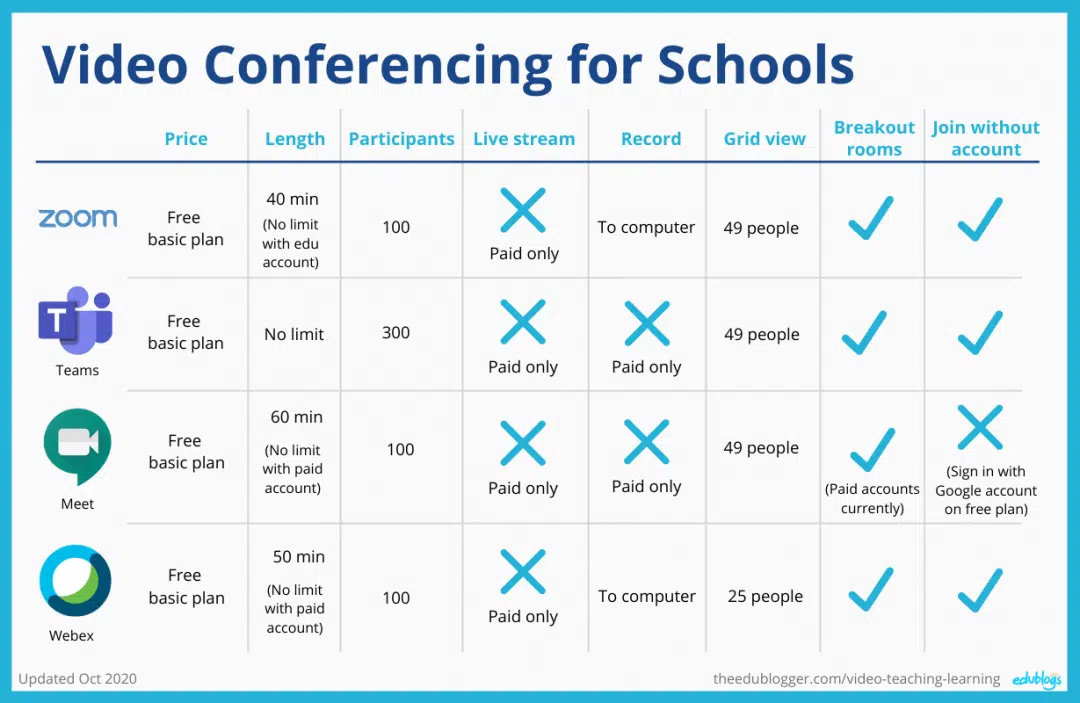 Video Conferencing for Schools
Price
Length
Participants
Live stream
Record
Grid view
Breakout
rooms
Join without
account
zoom
Free
basic plan
40 min
(No limit
with edu
account)
100
Paid only
To computer
49 people
T
Teams
Free
basic plan
No limit
300
Paid only
Paid only
49 people
Meet
Free
basic plan
60 min
(No limit
with paid
account)
100
Paid only
Paid only
49 people
(Paid accounts
currently)
(Sign in with
Google account
on free plan)
Webex
Free
basic plan
50 min
(No limit
with paid
account)
100
Paid only
To computer
25 people
Updated Oct 2020
theedublogger.com/video-teaching-learning
edublogs